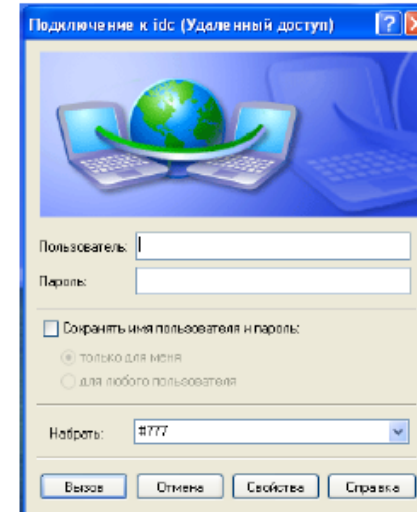 Подключение к idc (Удаленный доступ)
Пользователь:
Пароль:
Сохранять имя пользователя и пароль:
только для меня
для любого пользователя
Набрать: #777
Вызов Отмена Свойства Справка